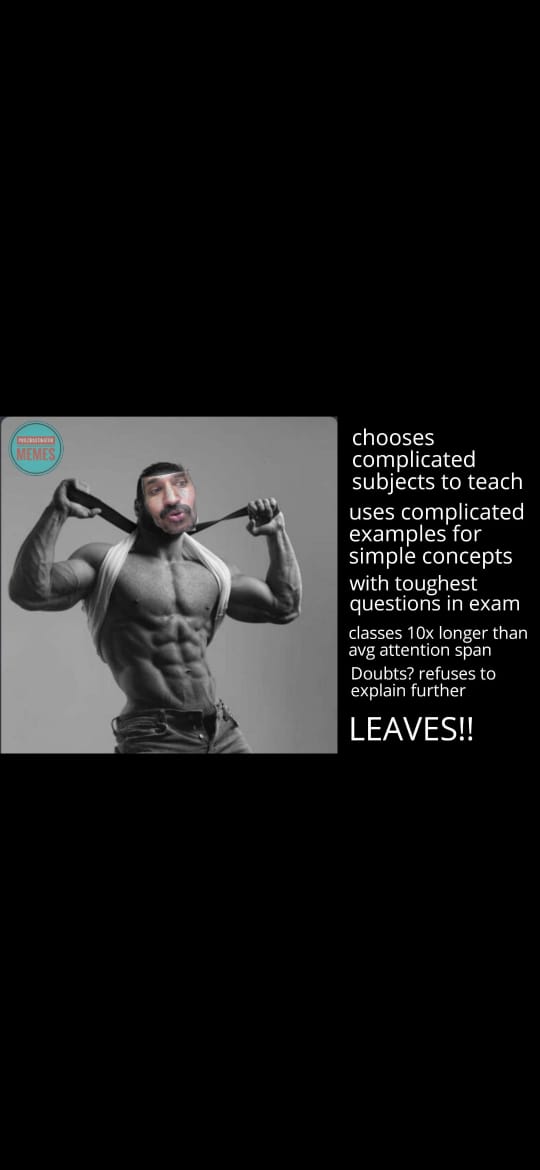 PROCRASTINATOR
MEMES
chooses
complicated
subjects to teach
uses complicated
examples for
simple concepts
with toughest
questions in exam
classes 10x longer than
avg attention span
Doubts? refuses to
explain further
LEAVES!!